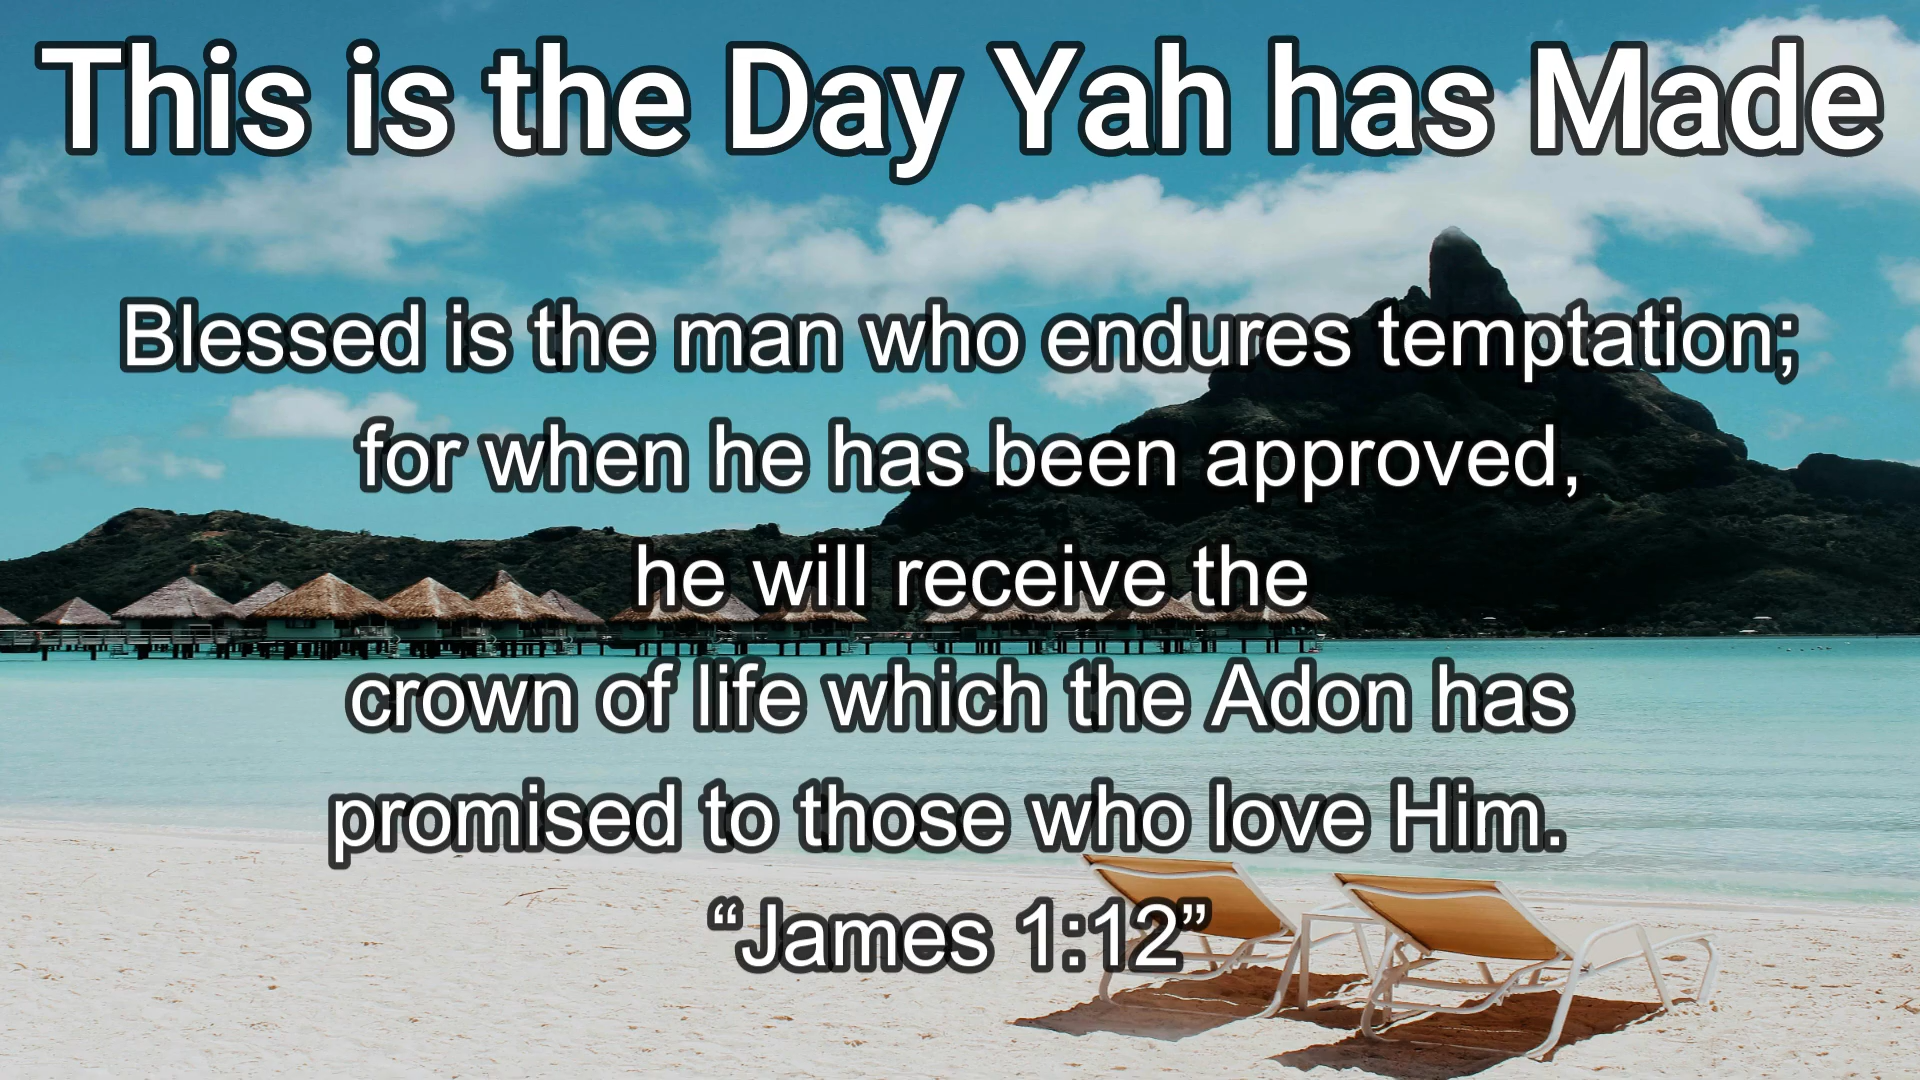 This is the Day Yah has Made
Blessed is the man who endures temptation;
for when he has been approved,
he will receive the
crown of life which the Adon has
promised to those who love Him.
“James 1:12”